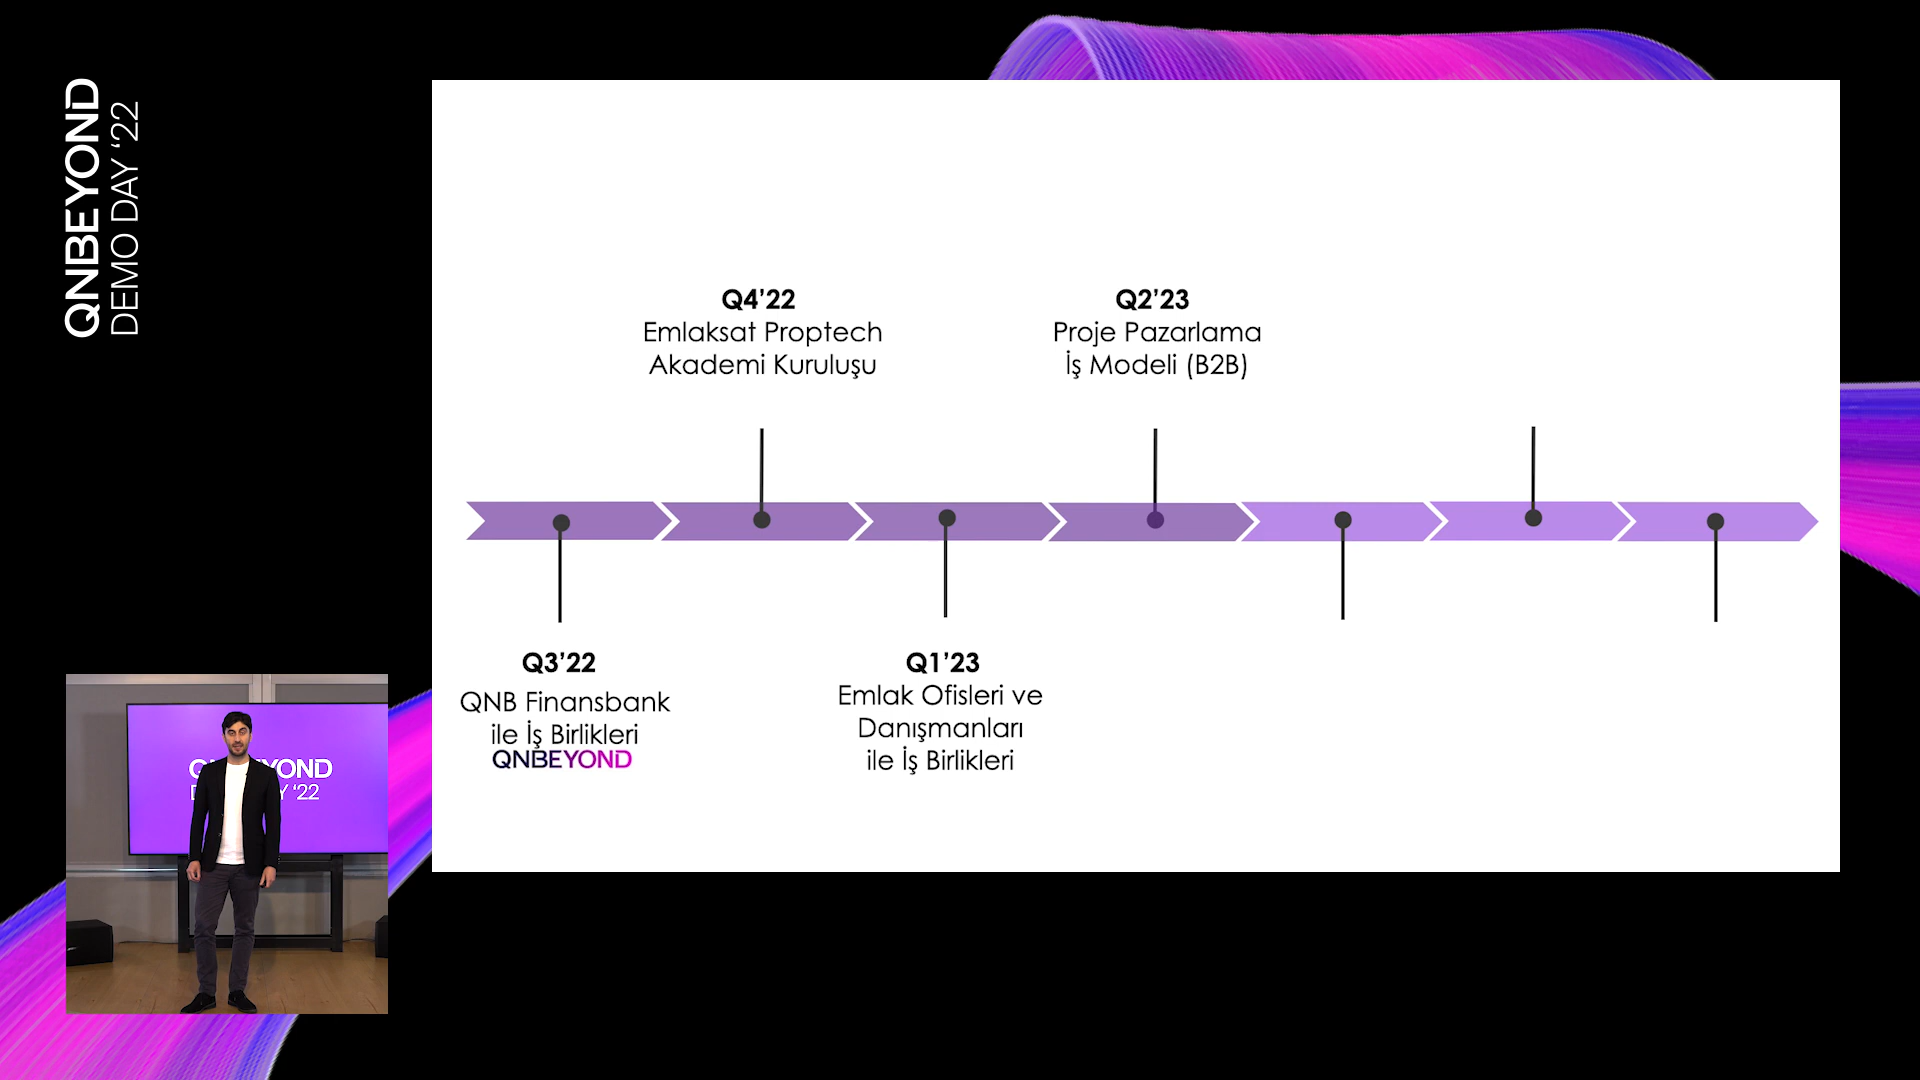 QNBEYOND
DEMO DAY ‘22
Q4’22
Emlaksat Proptech
Akademi Kuruluşu
Q2’23
Proje Pazarlama
İş Modeli (B2B)
Q3’22
QNB Finansbank
ile İş Birlikleri
QNBEYOND
Q1’23
Emlak Ofisleri ve
Danışmanları
ile İş Birlikleri